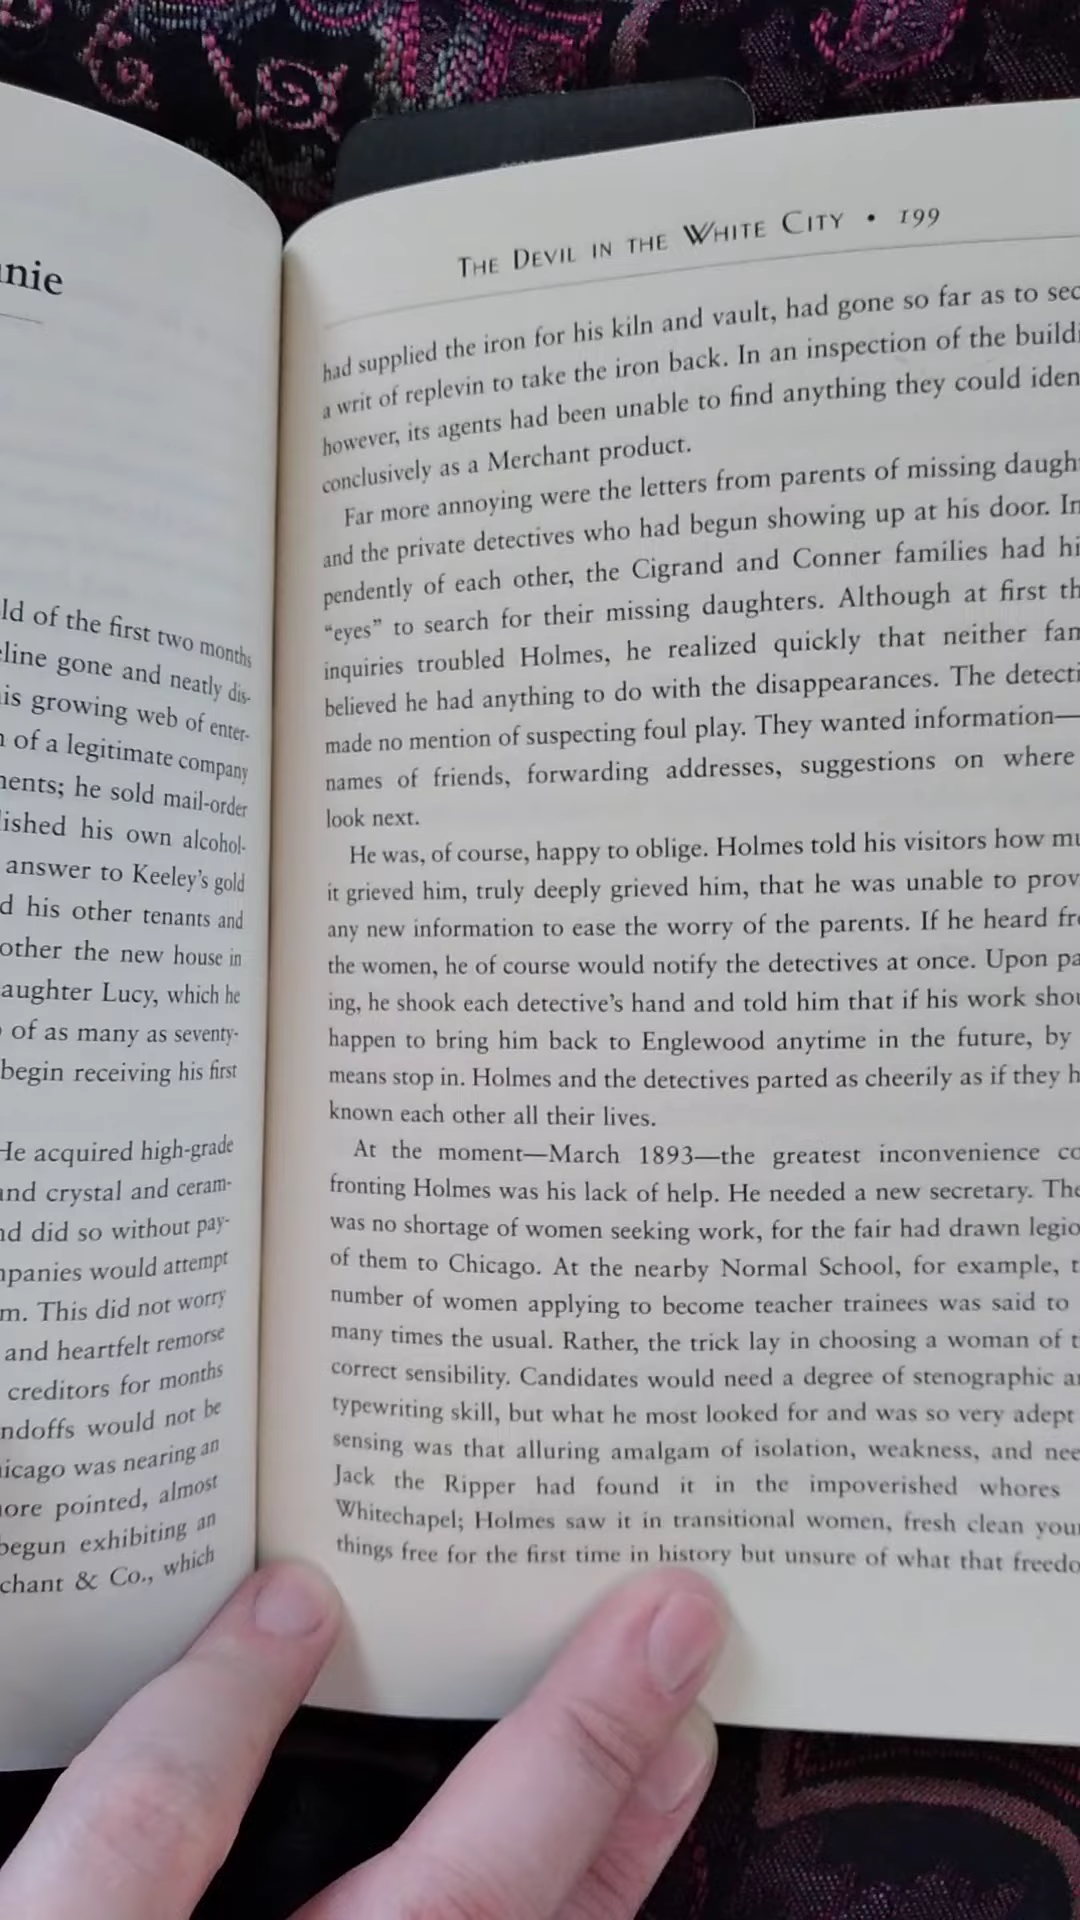 nie
ld of the first two months
line gone and neatly dis-
is growing web of enter-
n of a legitimate company
ents; he sold mail-order
lished his own alcohol-
answer to Keeley's gold
d his other tenants and
other the new house in
aughter Lucy, which he
of as many as seventy-
begin receiving his first
He acquired high-grade
and crystal and ceram-
nd did so without pay-
mpanies would attempt
m. This did not worry
and heartfelt remorse
creditors for months
ndoffs would not be
icago was nearing an
ore pointed, almost
begun exhibiting an
chant & Co., which
THE DEVIL IN THE WHITE CITY • 199
had supplied the iron for his kiln and vault, had gone so far as to sec
a writ of replevin to take the iron back. In an inspection of the buildi
however, its agents had been unable to find anything they could iden
conclusively as a Merchant product.
Far more annoying were the letters from parents of missing daugh
and the private detectives who had begun showing up at his door. In
pendently of each other, the Cigrand and Conner families had hi
“eyes” to search for their missing daughters. Although at first th
inquiries troubled Holmes, he realized quickly that neither fam
believed he had anything to do with the disappearances. The detecti
made no mention of suspecting foul play. They wanted information—
names of friends, forwarding addresses, suggestions on where
look next.
He was, of course, happy to oblige. Holmes told his visitors how mu
it grieved him, truly deeply grieved him, that he was unable to prov
any new information to ease the worry of the parents. If he heard fr
the women, he of course would notify the detectives at once. Upon pa
ing, he shook each detective's hand and told him that if his work shou
happen to bring him back to Englewood anytime in the future, by
means stop in. Holmes and the detectives parted as cheerily as if they h
known each other all their lives.
At the moment—March 1893—the greatest inconvenience co
fronting Holmes was his lack of help. He needed a new secretary. The
was no shortage of women seeking work, for the fair had drawn legio
of them to Chicago. At the nearby Normal School, for example, t
number of women applying to become teacher trainees was said to
many times the usual. Rather, the trick lay in choosing a woman of t
correct sensibility. Candidates would need a degree of stenographic a
typewriting skill, but what he most looked for and was so very adept
sensing was that alluring amalgam of isolation, weakness, and nee
Jack the Ripper had found it in the impoverished whores
Whitechapel; Holmes saw it in transitional women, fresh clean your
things free for the first time in history but unsure of what that freedo